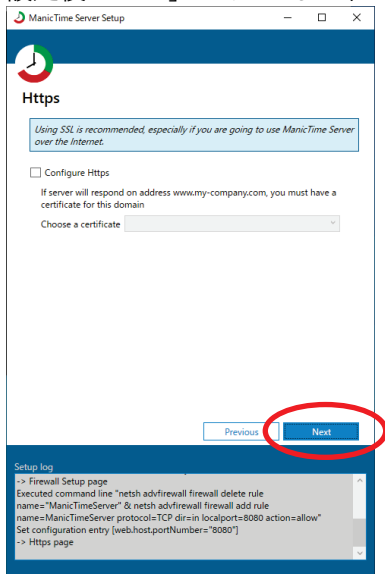 ManicTime Server Setup
Https
Using SSL is recommended, especially if you are going to use ManicTime Server
over the Internet.
Configure Https
If server will respond on address www.my-company.com, you must have a
certificate for this domain
Choose a certificate
Previous
Next
Setup log
-> Firewall Setup page
Executed command line "netsh advfirewall firewall delete rule
name="ManicTimeServer" & netsh advfirewall firewall add rule
name=ManicTimeServer protocol=TCP dir=in localport=8080 action=allow"
Set configuration entry [web.host.portNumber="8080"]
-> Https page